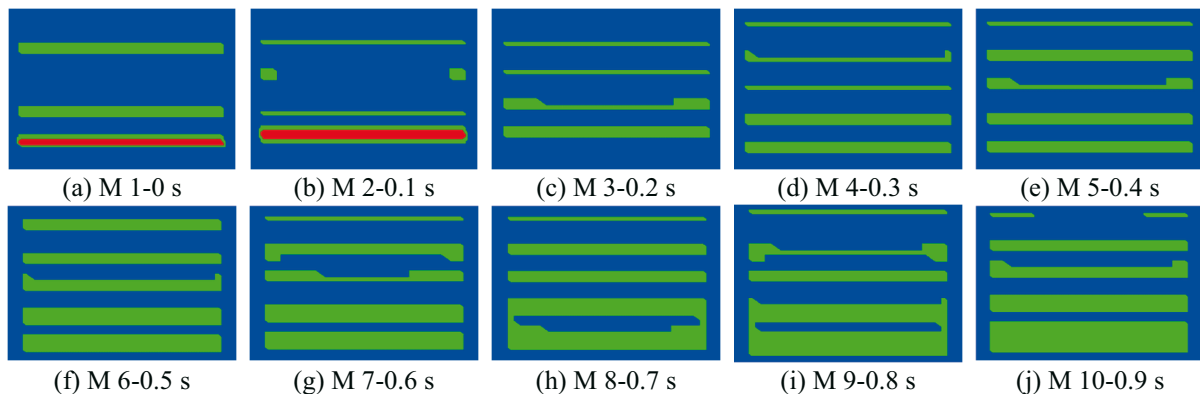 (a) M 1-0 s
(b) M 2-0.1 s
(c) M 3-0.2 s
(d) M 4-0.3 s
(e) M 5-0.4 s
(f) M 6-0.5 s
(g) M 7-0.6 s
(h) M 8-0.7 s
(i) M 9-0.8 s
(j) M 10-0.9 s